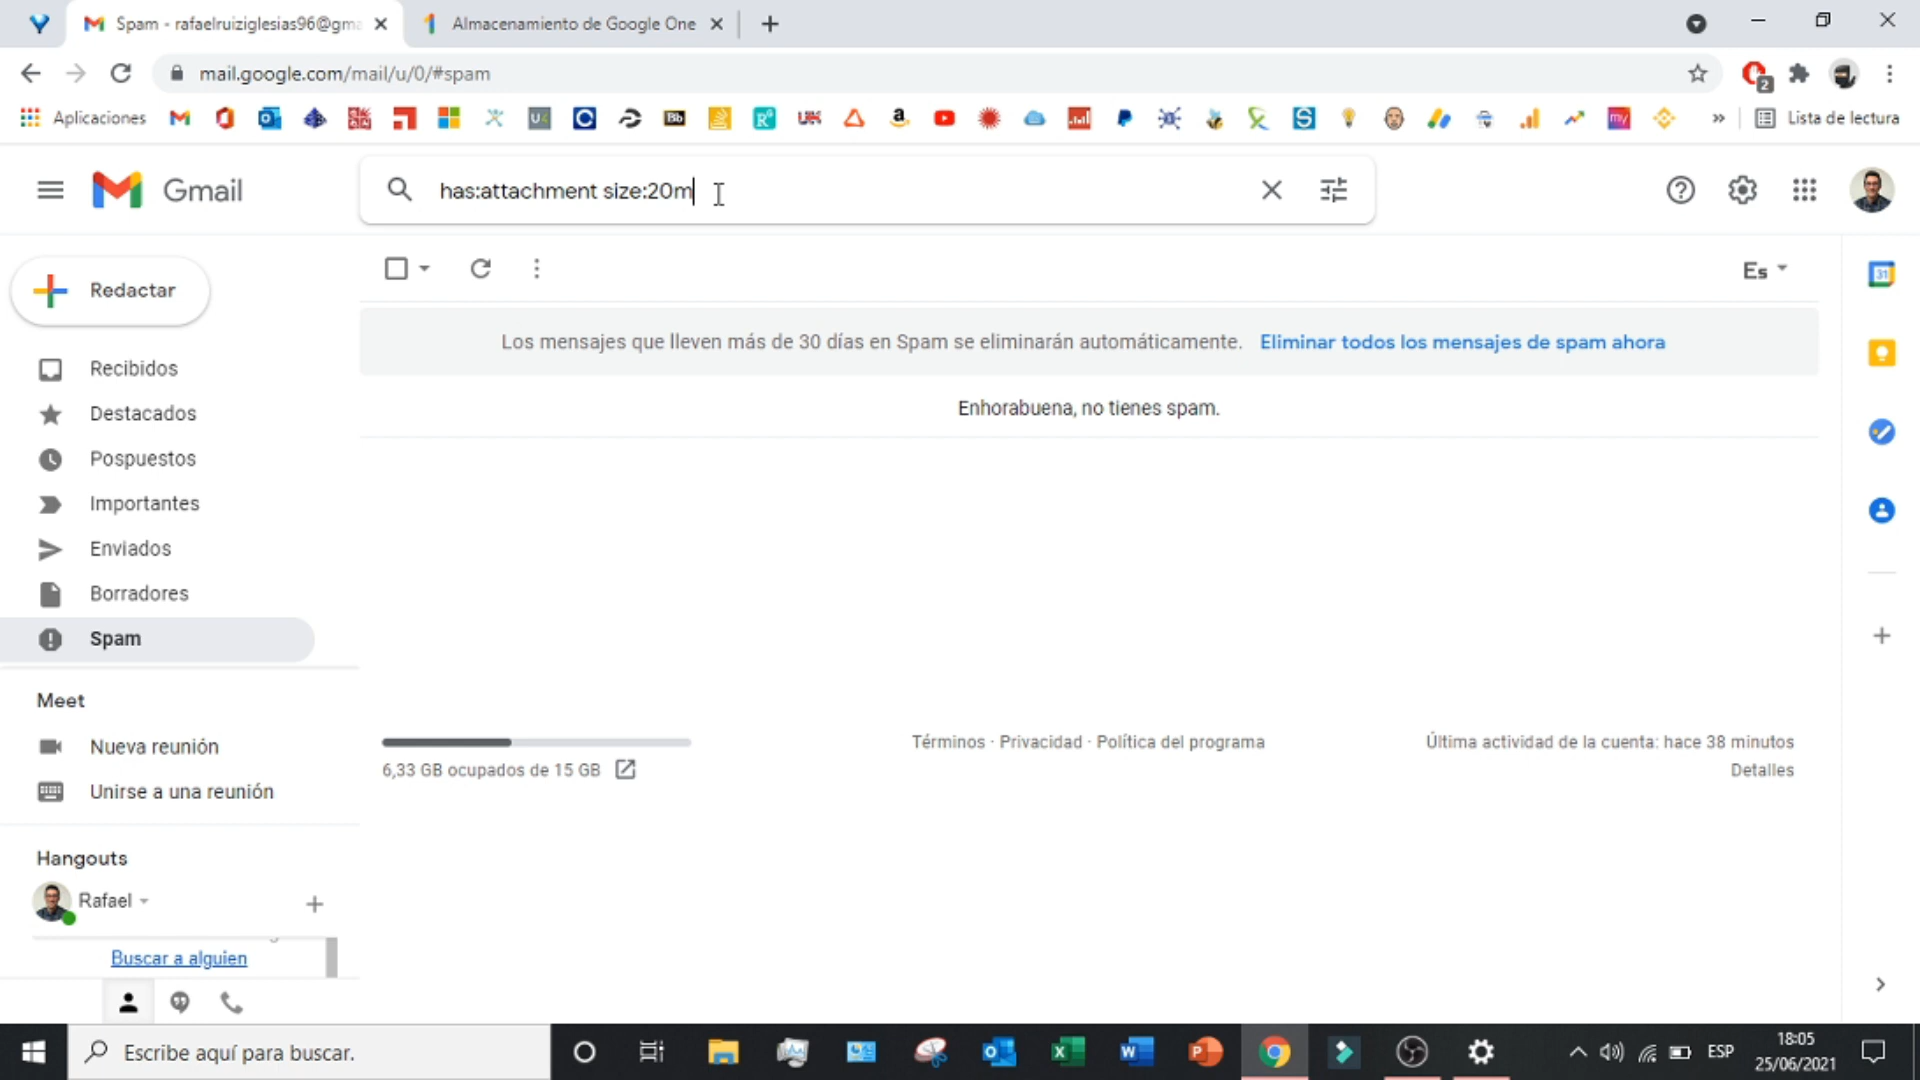 Spam - rafaelruiziglesias96@gma
Almacenamiento de Google One
mail.google.com/mail/u/0/#spam
2
Aplicaciones
Bb
my
»
Lista de lectura
Gmail
has:attachment size:20m
Redactar
Es
31
Los mensajes que lleven más de 30 días en Spam se eliminarán automáticamente. Eliminar todos los mensajes de spam ahora
Enhorabuena, no tienes spam.
Recibidos
Destacados
Pospuestos
Importantes
Enviados
Borradores
Spam
Meet
Nueva reunión
Unirse a una reunión
6,33 GB ocupados de 15 GB
Términos · Privacidad · Política del programa
Última actividad de la cuenta: hace 38 minutos
Detalles
Hangouts
Rafael
Buscar a alguien
Escribe aquí para buscar.
ESP
18:05
25/06/2021